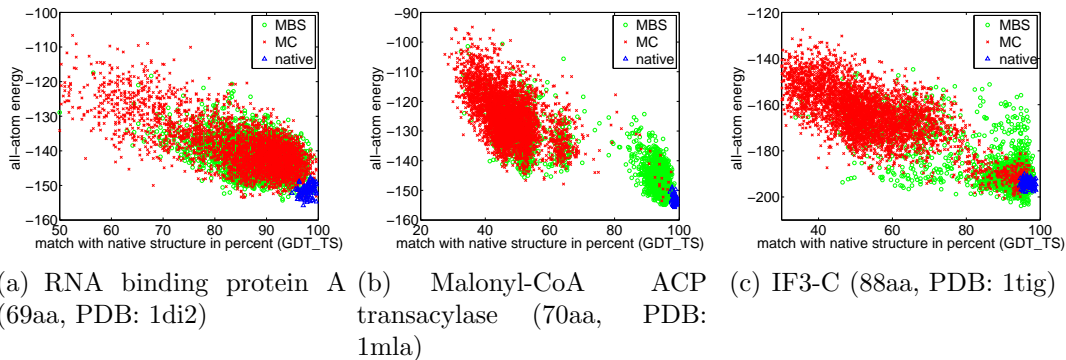 −100
−110
−120
−130
−140
−150
−160
50 60 70 80 90 100
all−atom energy
match with native structure in percent (GDT_TS)
MBS
MC
native
−90
−100
−110
−120
−130
−140
−150
−160
20 40 60 80 100
all−atom energy
match with native structure in percent (GDT_TS)
MBS
MC
native
−120
−140
−160
−180
−200
40 60 80 100
all−atom energy
match with native structure in percent (GDT_TS)
MBS
MC
native
(a) RNA binding protein A
(69aa, PDB: 1di2)
(b) Malonyl-CoA ACP
transacylase (70aa, PDB:
1mla)
(c) IF3-C (88aa, PDB: 1tig)